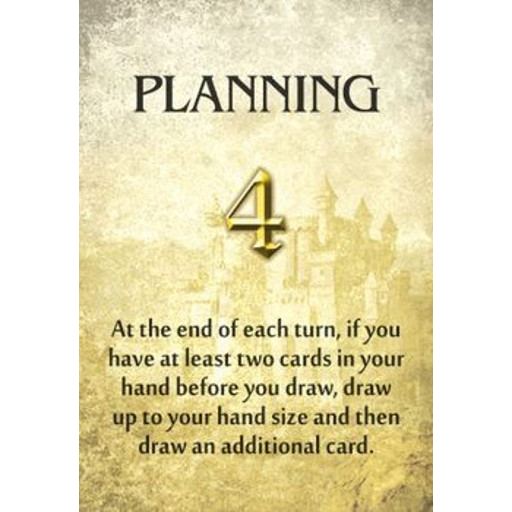 PLANNING
4
At the end of each turn, if you
have at least two cards in your
hand before you draw, draw
up to your hand size and then
draw an additional card.